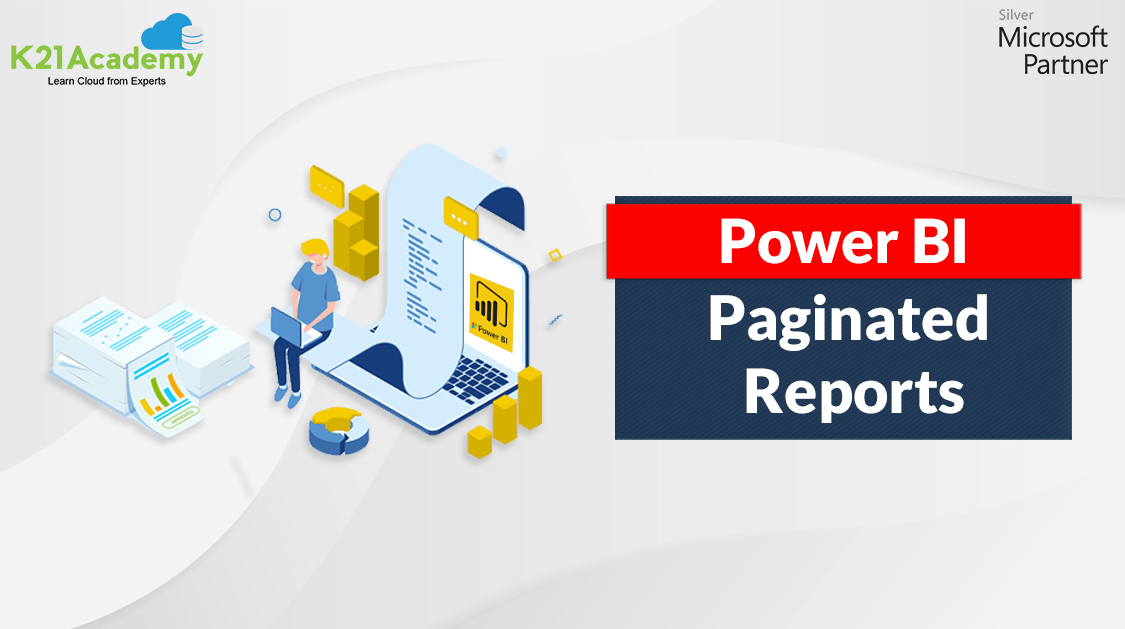 K21Academy
Learn Cloud from Experts
Silver
Microsoft
Partner
Power BI
Power BI
Paginated
Reports